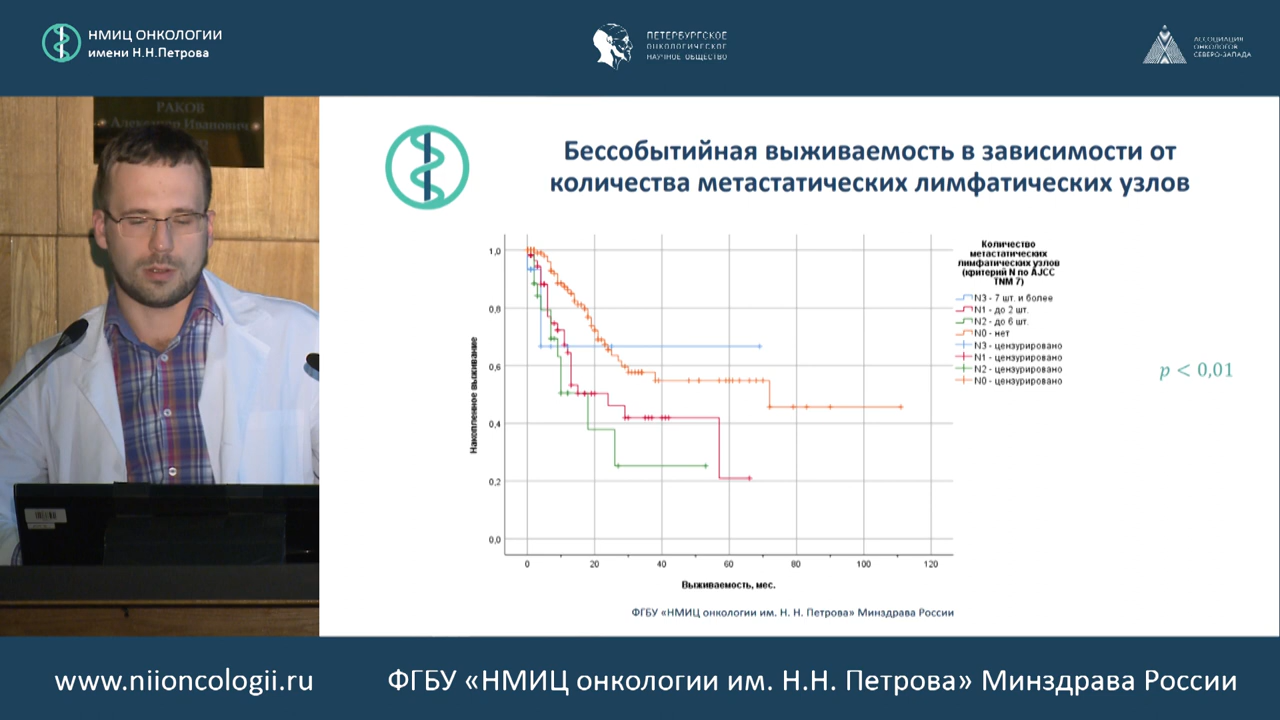 НМИЦ ОНКОЛОГИИ
имени Н.Н.Петрова
ПЕТЕРБУРГСКОЕ
ОНКОЛОГИЧЕСКОЕ
НАУЧНОЕ ОБЩЕСТВО
АССОЦИАЦИЯ
ОНКОЛОГОВ
СЕВЕРО-ЗАПАДА
РАКОВ
Александр Иванович
Бессобытийная выживаемость в зависимости от
количества метастатических лимфатических узлов
Количество
метастатических
лимфатических узлов
(критерий N по AJCC
TNM 7)
N3 - 7 шт. и более
N1 - до 2 шт.
N2 - до 6 шт.
N0 - нет
N3 - цензурировано
N1 - цензурировано
N2 - цензурировано
N0 - цензурировано
p < 0,01
Накопленное выживание
1,0
0,8
0,6
0,4
0,2
0,0
0 20 40 60 80 100 120
Выживаемость, мес.
ФГБУ «НМИЦ онкологии им. Н. Н. Петрова» Минздрава России
www.niioncologii.ru
ФГБУ «НМИЦ онкологии им. Н.Н. Петрова» Минздрава России